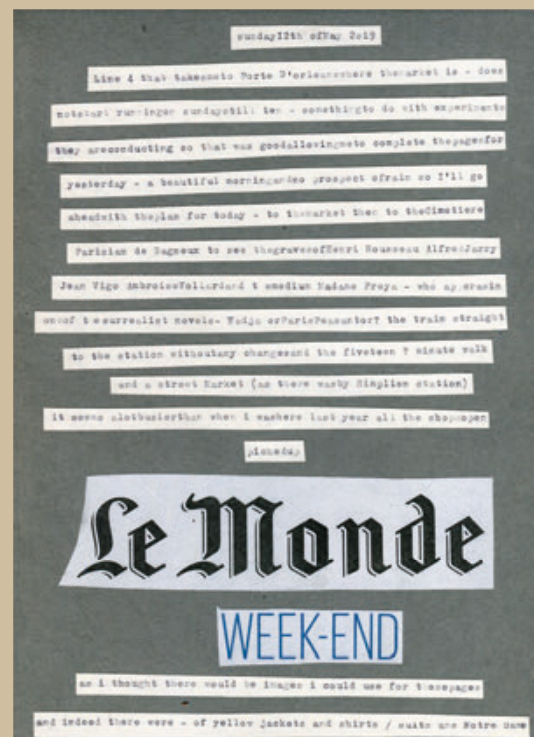 sunday12th ofMay 2019
Line 4 that takesmeto Porte D'orleanswhere themarket is - does
notstart runningon sundaystill ten - somethingto do with experiments
they areconducting so that was goodallowingmeto complete thepagesfor
yesterday - a beautiful morningandno prospect ofrain so I'll go
aheadwith theplan for today - to themarket then to theCimetiere
Parisian de Bagneux to see thegravesofHenri Rousseau AlfredJarry
Jean Vigo AmbroiseVollardand t emedium Madame - who
oneof t esurrealist novels- Nadja orParisPeasantor? the train straight
to the station withoutany changesand the fiveteen ? minute walk
and a street Market (as there wasby Simplion station)
it seems alotbusierthan when i washere last year all the shopsopen
pickedup
Le Monde
WEEK-END
as i thought there would be images i could use for thesepages
and indeed there were - of yellow jackets and shirts / suits and Notre Dame